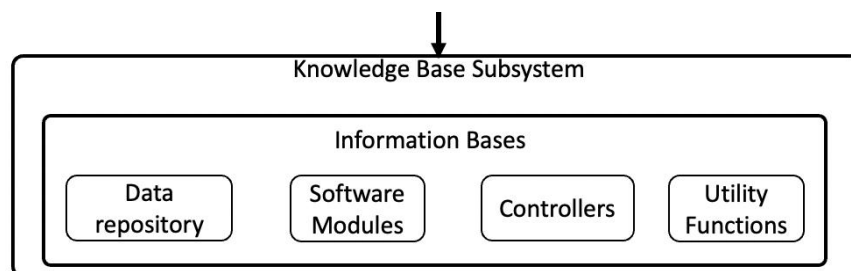 Knowledge Base Subsystem
Information Bases
Data
repository
Software
Modules
Controllers
Utility
Functions